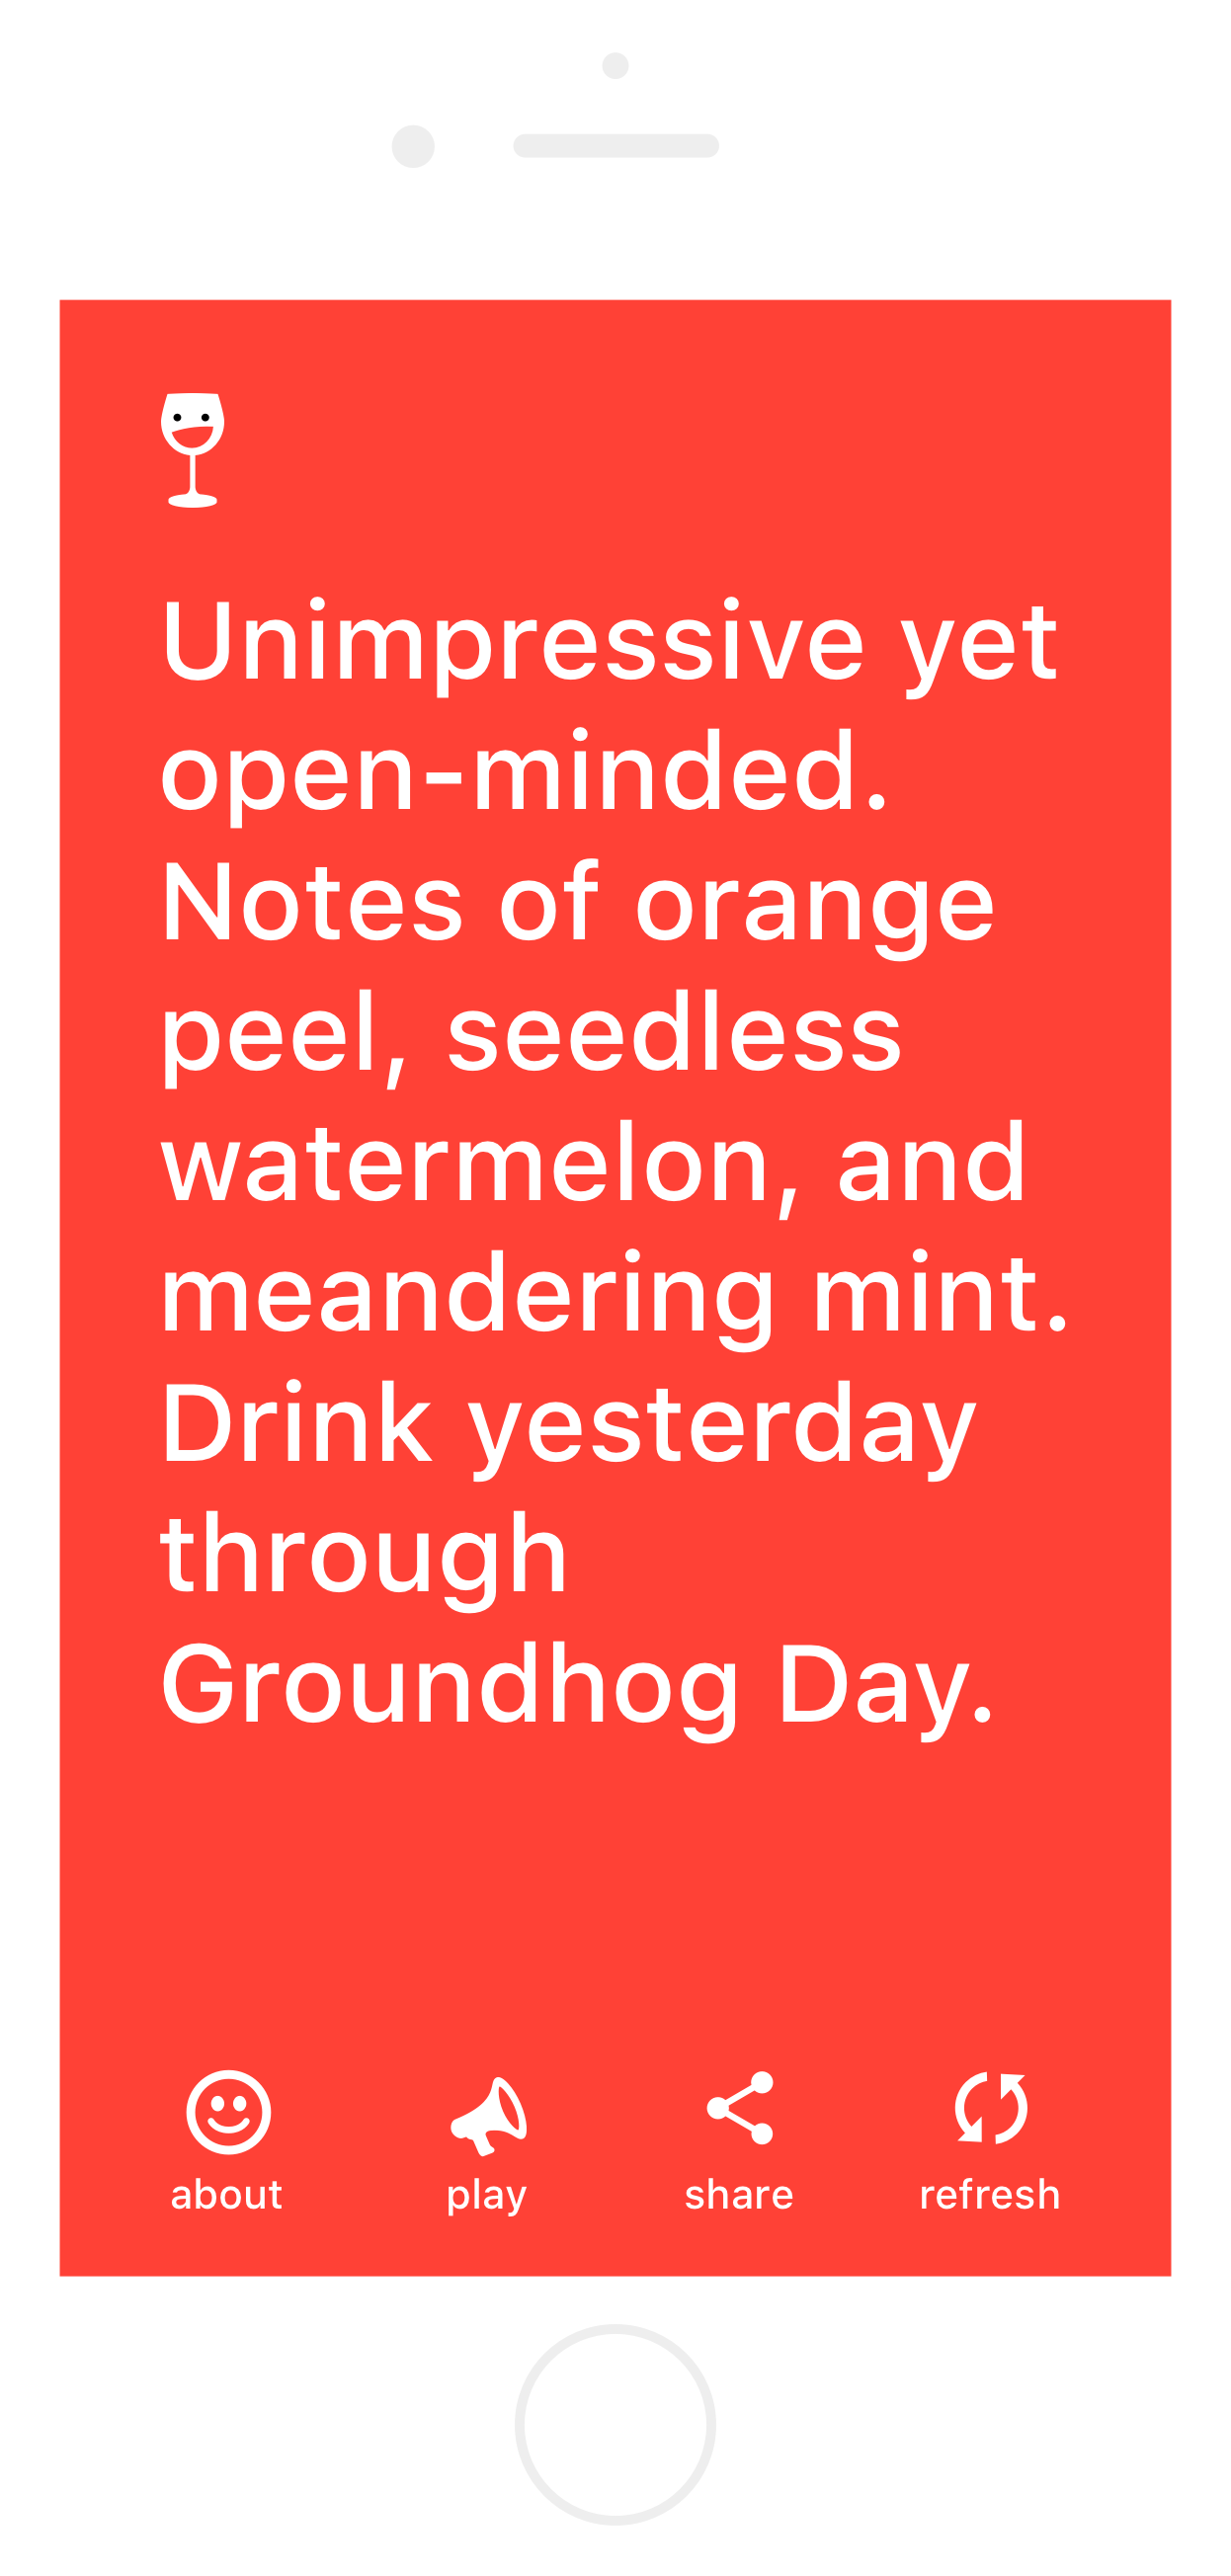 Unimpressive yet
open-minded.
Notes of orange
peel, seedless
watermelon, and
meandering mint.
Drink yesterday
through
Groundhog Day.
about play share refresh